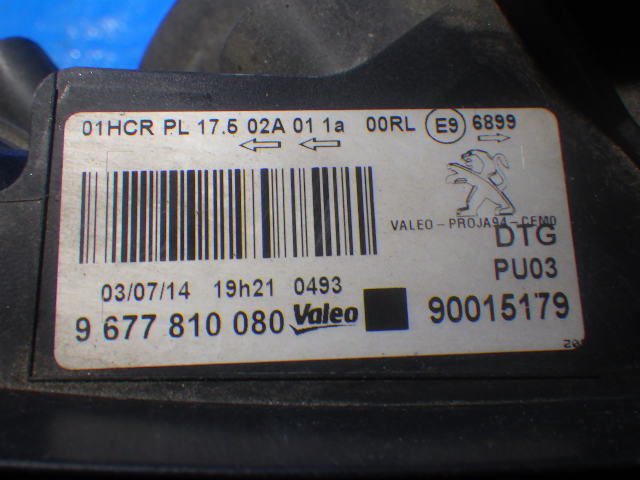 01HCR PL 17.5 02A 01 1a 00RL E9 6899
VALEO-PROJA94-CEMO
DTG
PU03
03/07/14 19h21 0493
9 677 810 080 Valeo 90015179